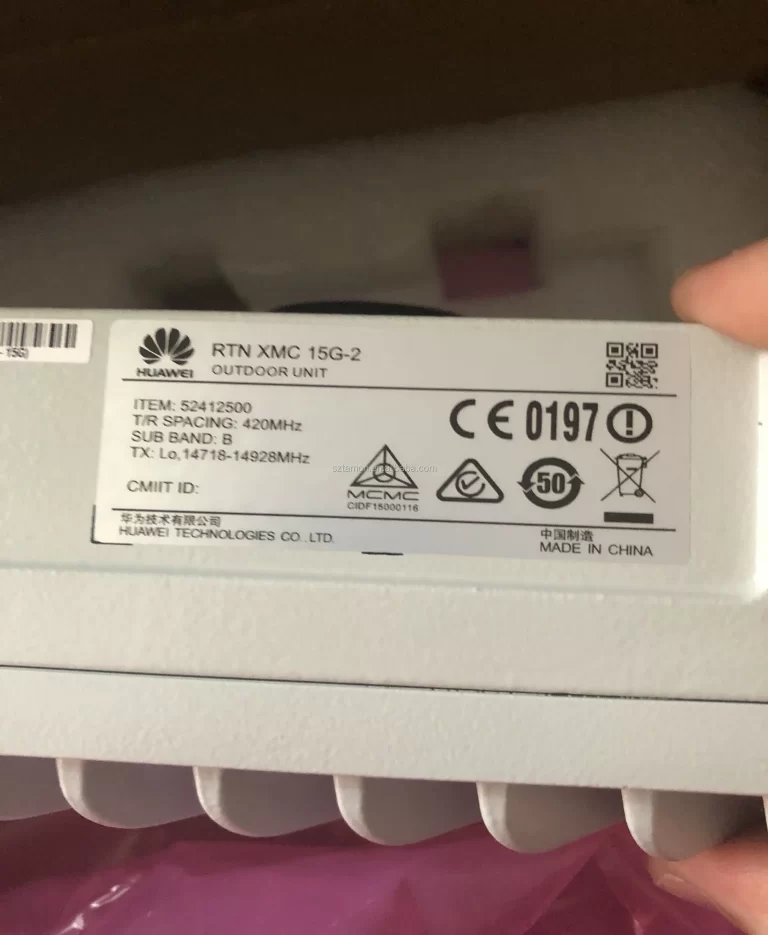 - 15G)
HUAWEI
RTN XMC 15G-2
OUTDOOR UNIT
ITEM: 52412500
T/R SPACING: 420MHz
SUB BAND: B
TX: Lo,14718-14928MHz
CMIIT ID:
CE 0197
MCMC
CIDF15000116
50
华为技术有限公司
HUAWEI TECHNOLOGIES CO.,LTD.
中国制造
MADE IN CHINA